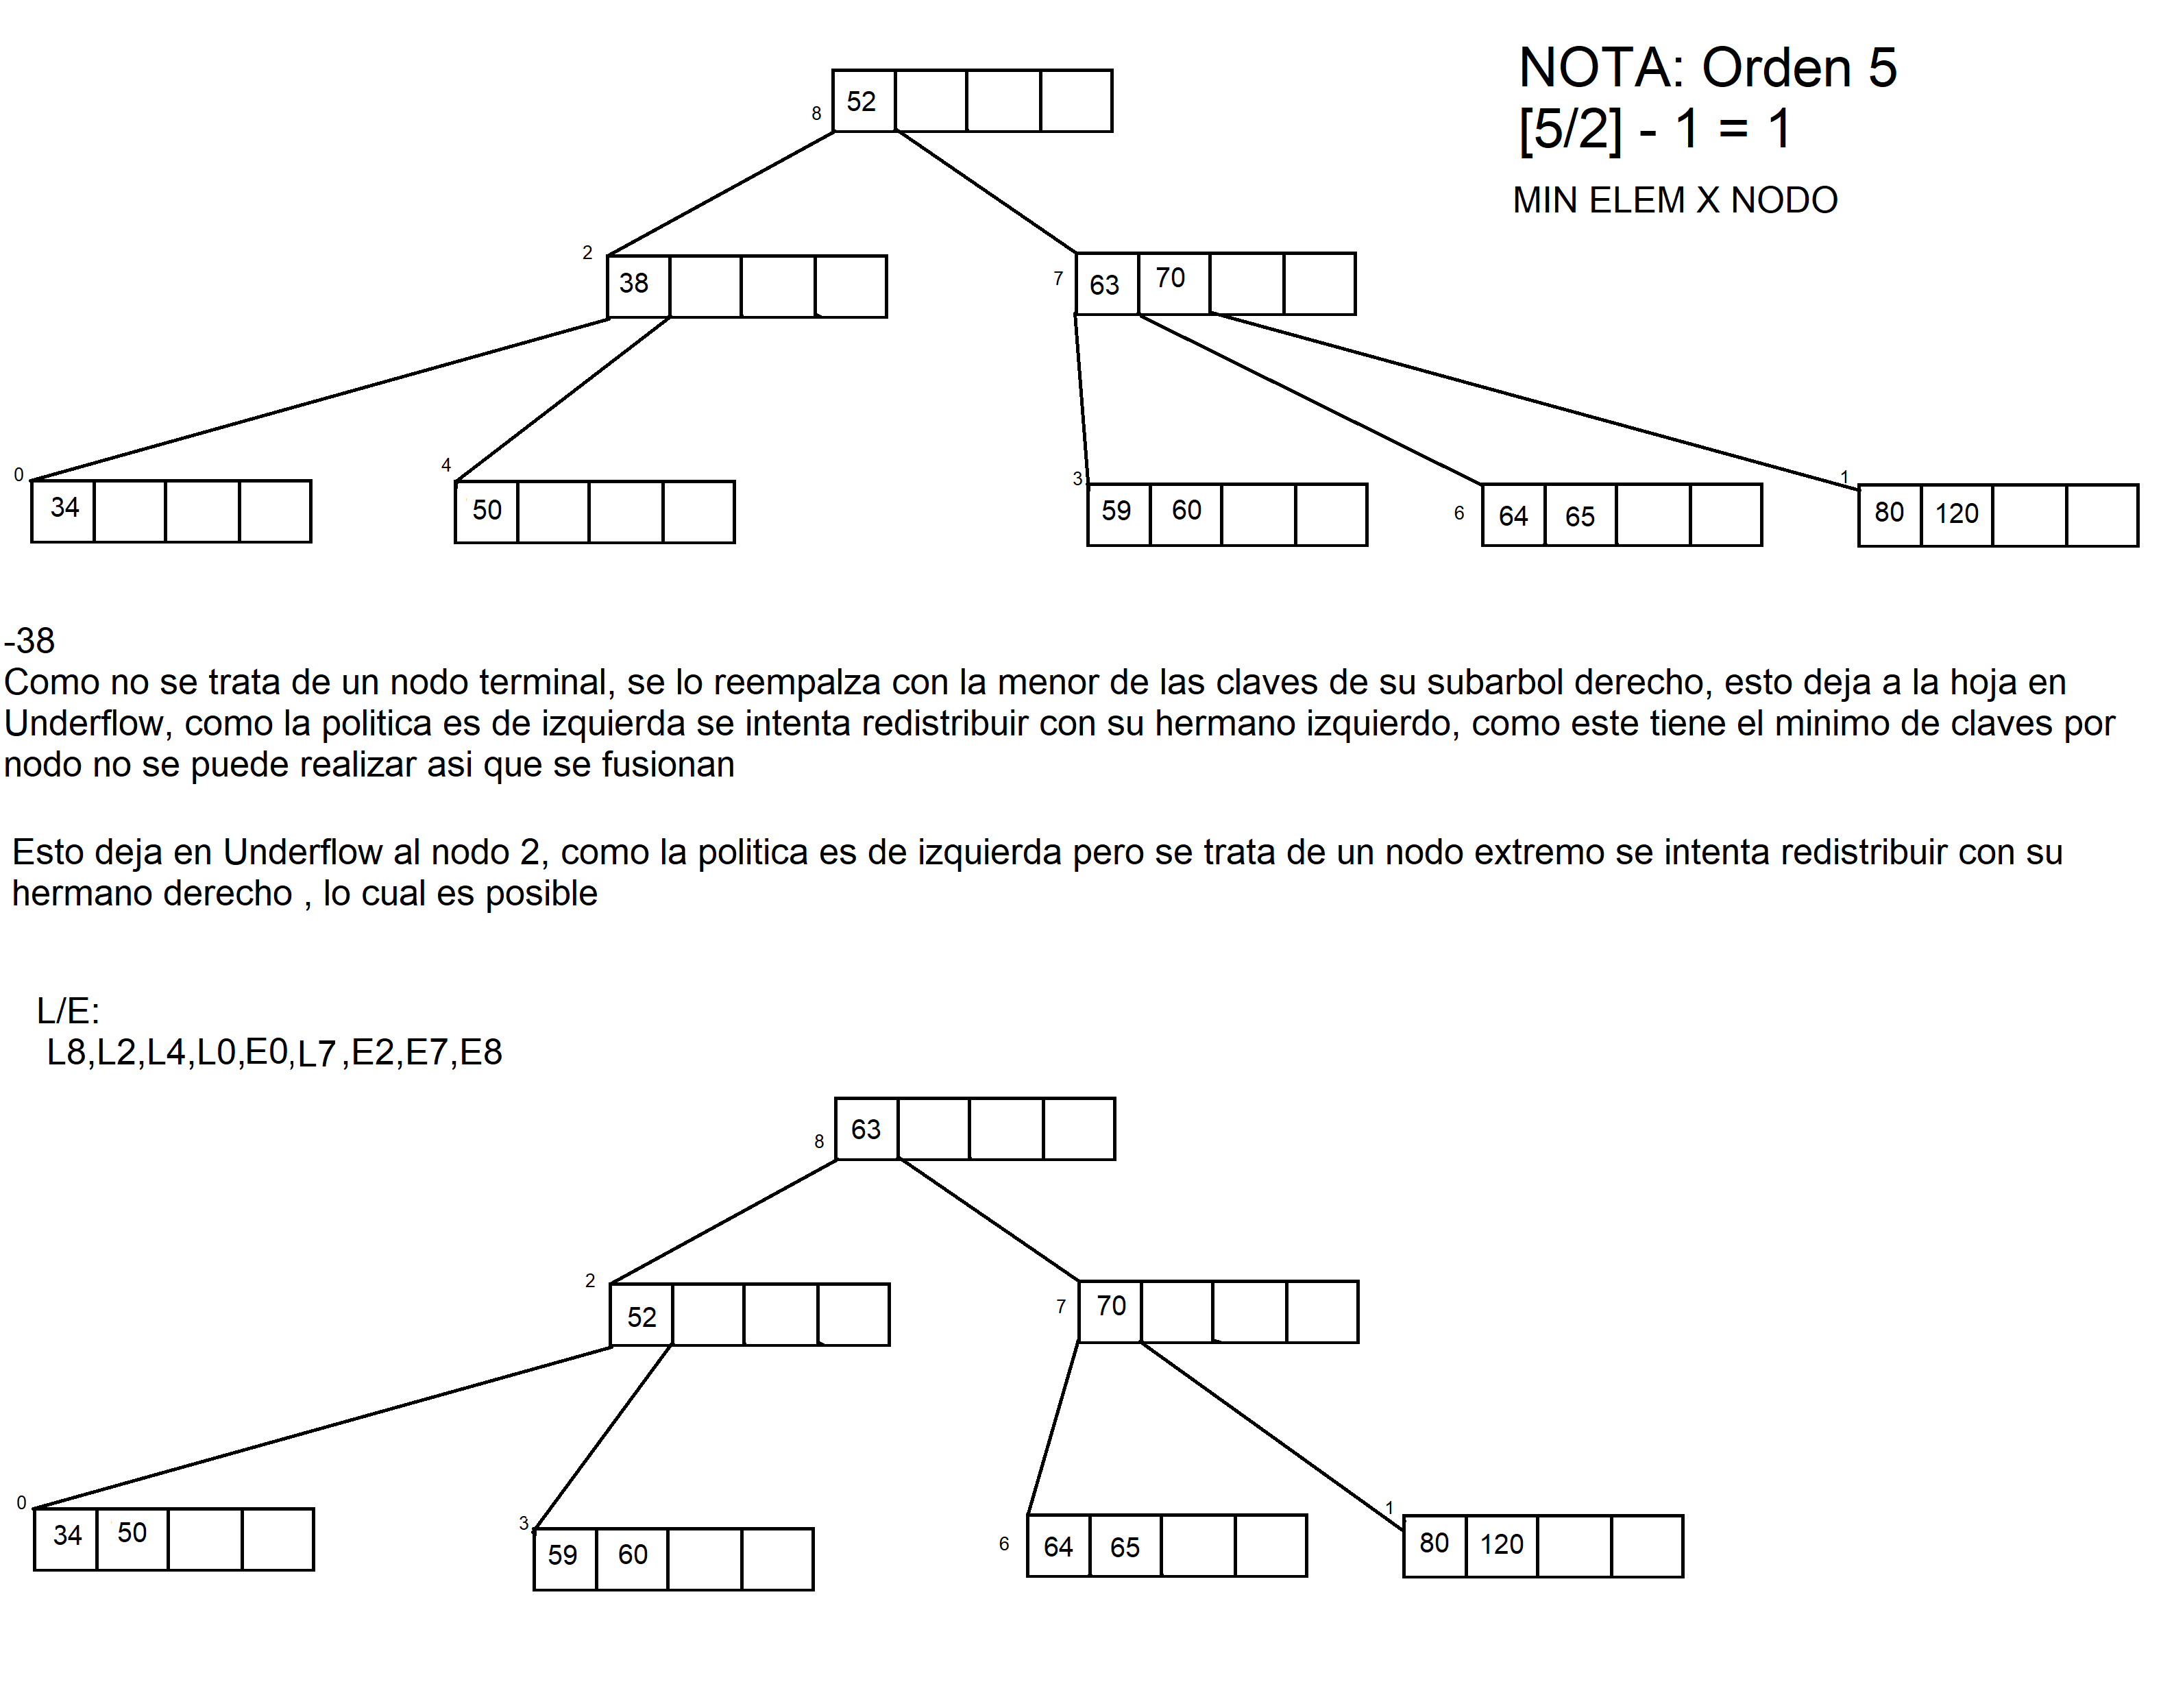 NOTA: Orden 5
[5/2] - 1 = 1
MIN ELEM X NODO
8 52
2 38
7 63 70
0 34
4 50
3 59 60
6 64 65
1 80 120
-38
Como no se trata de un nodo terminal, se lo reempalza con la menor de las claves de su subarbol derecho, esto deja a la hoja en
Underflow, como la politica es de izquierda se intenta redistribuir con su hermano izquierdo, como este tiene el minimo de claves por
nodo no se puede realizar asi que se fusionan
Esto deja en Underflow al nodo 2, como la politica es de izquierda pero se trata de un nodo extremo se intenta redistribuir con su
hermano derecho , lo cual es posible
L/E:
L8,L2,L4,L0,E0,L7,E2,E7,E8
8 63
2 52
7 70
0 34 50
3 59 60
6 64 65
1 80 120